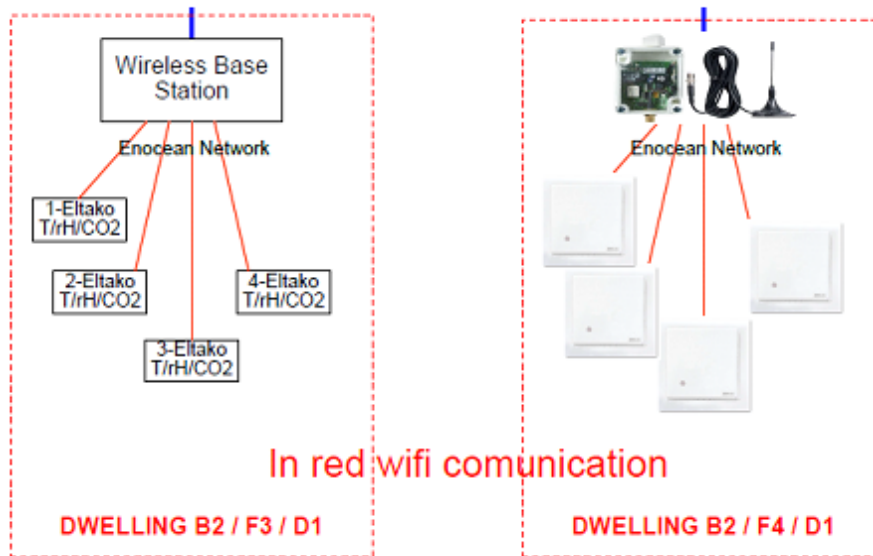 Wireless Base
Station
Enocean Network
Enocean Network
1-Eltako
T/rH/CO2
2-Eltako
T/rH/CO2
4-Eltako
T/rH/CO2
3-Eltako
T/rH/CO2
In red wifi comunication
DWELLING B2 / F3 / D1
DWELLING B2 / F4 / D1